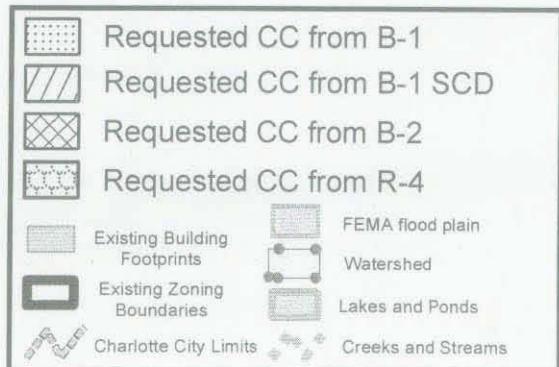 Requested CC from B-1
Requested CC from B-1 SCD
Requested CC from B-2
Requested CC from R-4
Existing Building
Footprints
Existing Zoning
Boundaries
Charlotte City Limits
FEMA flood plain
Watershed
Lakes and Ponds
Creeks and Streams